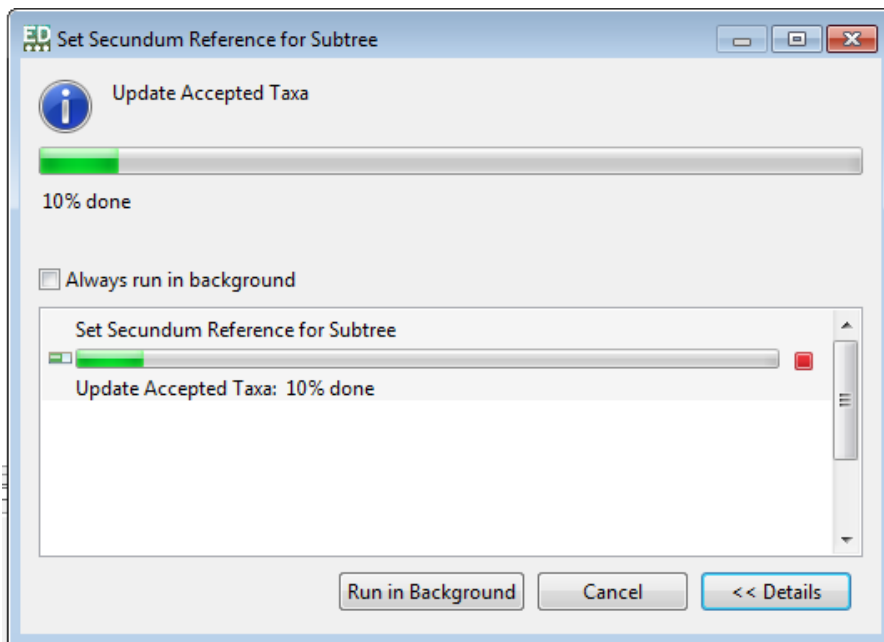 ED Set Secundum Reference for Subtree
Update Accepted Taxa
10% done
Always run in background
Set Secundum Reference for Subtree
Update Accepted Taxa: 10% done
Run in Background
Cancel
<< Details